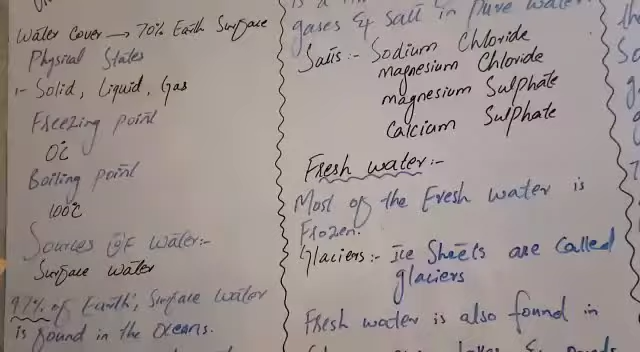 Water Cover → 70% Earth Surface
Physical States
:- Solid, Liquid, Gas
Freezing point
0°C
Boiling point
100°C
Sources OF water:-
Surface water
97% of Earth, Surface water
is found in the Oceans.
is a
gases & Salt in Pure water
Salts:- Sodium Chloride
magnesium Chloride
magnesium Sulphate
Calcium Sulphate
Fresh water:-
Most of the Fresh water is
Frozen.
Glaciers:- Ice Sheets are Called
glaciers
Fresh water is also found in